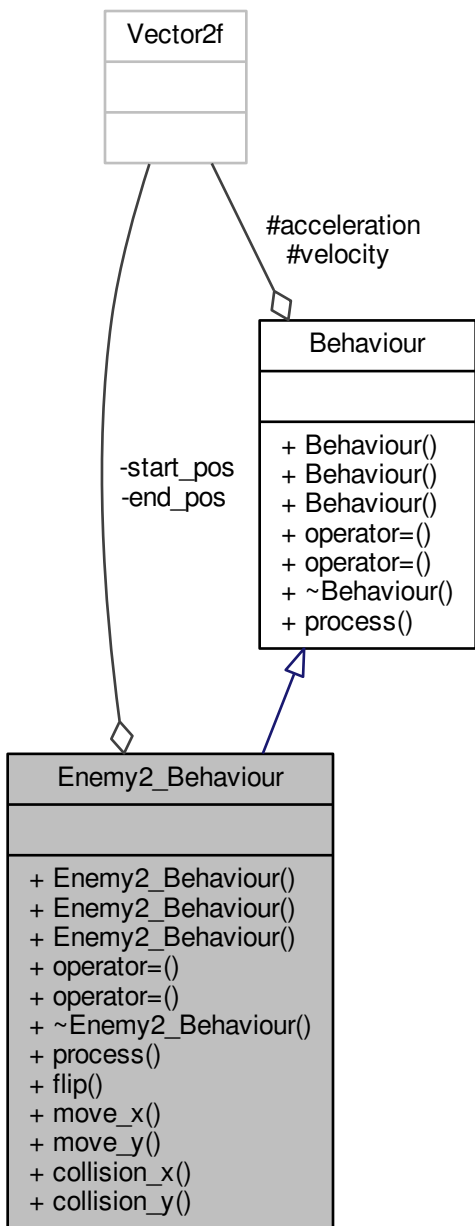 Vector2f
#acceleration
#velocity
Behaviour
+ Behaviour()
+ Behaviour()
+ Behaviour()
+ operator=()
+ operator=()
+ ~Behaviour()
+ process()
-start_pos
-end_pos
Enemy2_Behaviour
+ Enemy2_Behaviour()
+ Enemy2_Behaviour()
+ Enemy2_Behaviour()
+ operator=()
+ operator=()
+ ~Enemy2_Behaviour()
+ process()
+ flip()
+ move_x()
+ move_y()
+ collision_x()
+ collision_y()